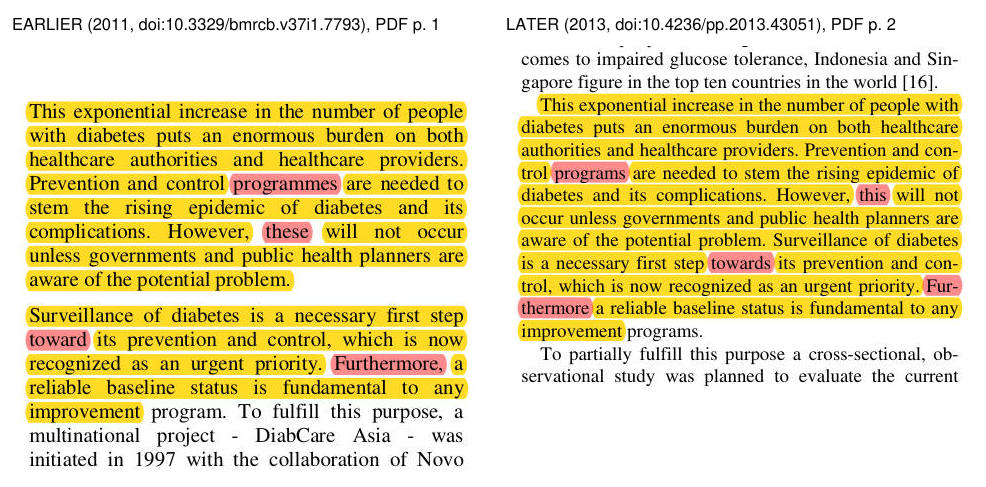 EARLIER (2011, doi:10.3329/bmrcb.v37i1.7793), PDF p. 1
This exponential increase in the number of people
with diabetes puts an enormous burden on both
healthcare authorities and healthcare providers.
Prevention and control programmes are needed to
stem the rising epidemic of diabetes and its
complications. However, these will not occur
unless governments and public health planners are
aware of the potential problem.
Surveillance of diabetes is a necessary first step
toward its prevention and control, which is now
recognized as an urgent priority. Furthermore, a
reliable baseline status is fundamental to any
improvement program. To fulfill this purpose, a
multinational project - DiabCare Asia - was
initiated in 1997 with the collaboration of Novo
LATER (2013, doi:10.4236/pp.2013.43051), PDF p. 2
comes to impaired glucose tolerance, Indonesia and Sin-
gapore figure in the top ten countries in the world [16].
This exponential increase in the number of people with
diabetes puts an enormous burden on both healthcare
authorities and healthcare providers. Prevention and con-
trol programs are needed to stem the rising epidemic of
diabetes and its complications. However, this will not
occur unless governments and public health planners are
aware of the potential problem. Surveillance of diabetes
is a necessary first step towards its prevention and con-
trol, which is now recognized as an urgent priority. Fur-
thermore a reliable baseline status is fundamental to any
improvement programs.
To partially fulfill this purpose a cross-sectional, ob-
servational study was planned to evaluate the current